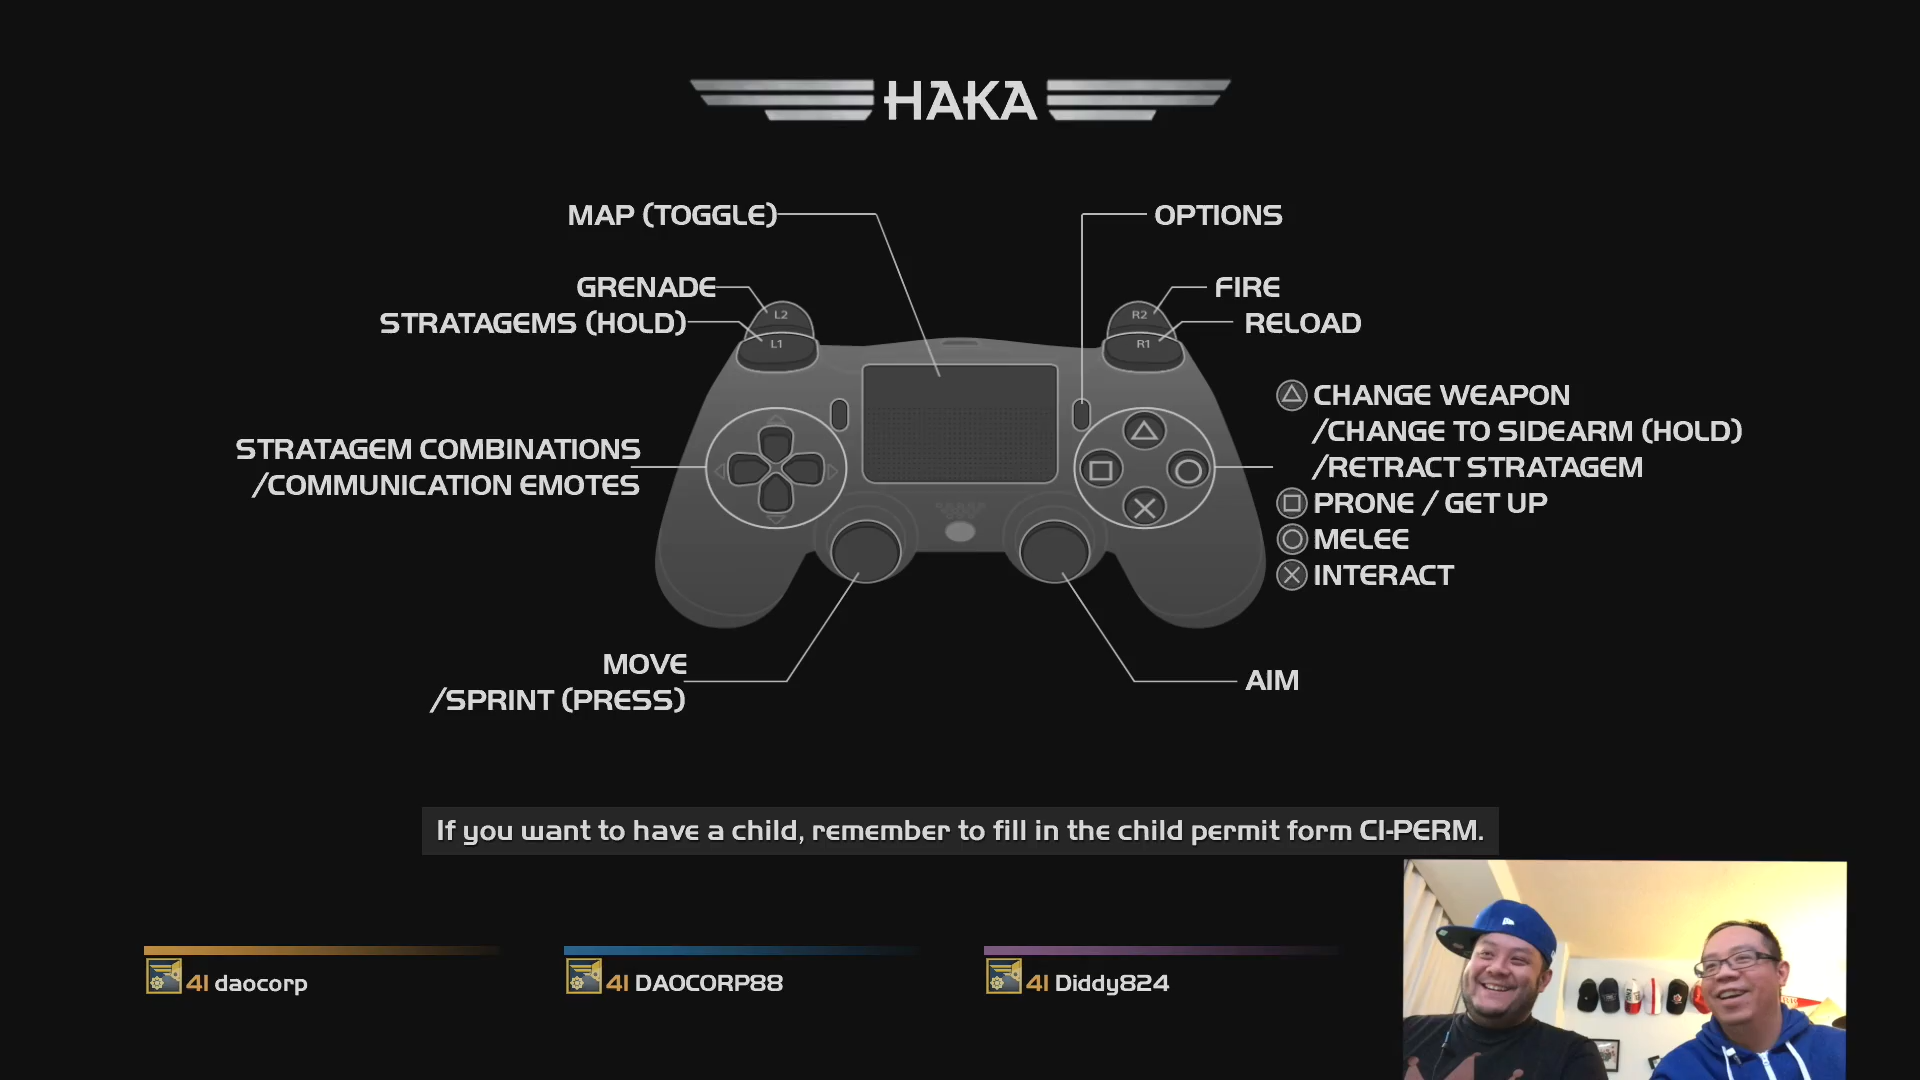 HAKA
MAP (TOGGLE)
OPTIONS
GRENADE
FIRE
STRATAGEMS (HOLD)
RELOAD
L2
L1
R2
R1
CHANGE WEAPON
/CHANGE TO SIDEARM (HOLD)
/RETRACT STRATAGEM
STRATAGEM COMBINATIONS
/COMMUNICATION EMOTES
PRONE / GET UP
MELEE
INTERACT
MOVE
/SPRINT (PRESS)
AIM
If you want to have a child, remember to fill in the child permit form CI-PERM.
41 daocorp
41 DAOCORP88
41 Diddy824